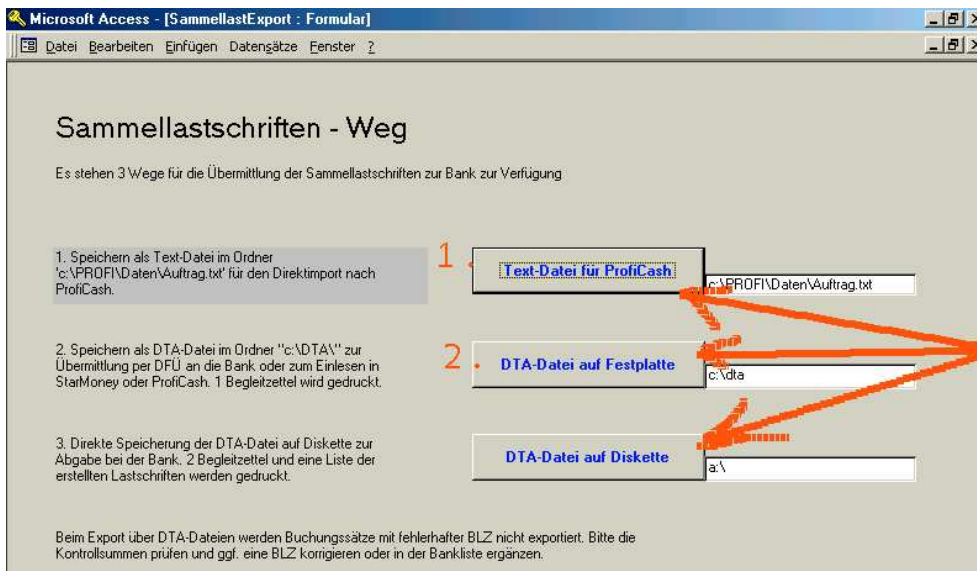 Microsoft Access - [SammellastExport : Formular]
Datei Bearbeiten Einfügen Datensätze Fenster ?
Sammellastschriften - Weg
Es stehen 3 Wege für die Übermittlung der Sammellastschriften zur Bank zur Verfügung
1. Speichern als Text-Datei im Ordner
'c:\PROFI\Daten\Auftrag.txt' für den Direktimport nach
ProfiCash.
1.
Text-Datei für ProfiCash
c:\PROFI\Daten\Auftrag.txt
2. Speichern als DTA-Datei im Ordner "c:\DTA\" zur
Übermittlung per DFÜ an die Bank oder zum Einlesen in
StarMoney oder ProfiCash. 1 Begleitzettel wird gedruckt.
2.
DTA-Datei auf Festplatte
c:\dta
3. Direkte Speicherung der DTA-Datei auf Diskette zur
Abgabe bei der Bank. 2 Begleitzettel und eine Liste der
erstellten Lastschriften werden gedruckt.
DTA-Datei auf Diskette
a:\
Beim Export über DTA-Dateien werden Buchungssätze mit fehlerhafter BLZ nicht exportiert. Bitte die
Kontrollsummen prüfen und ggf. eine BLZ korrigieren oder in der Bankliste ergänzen.